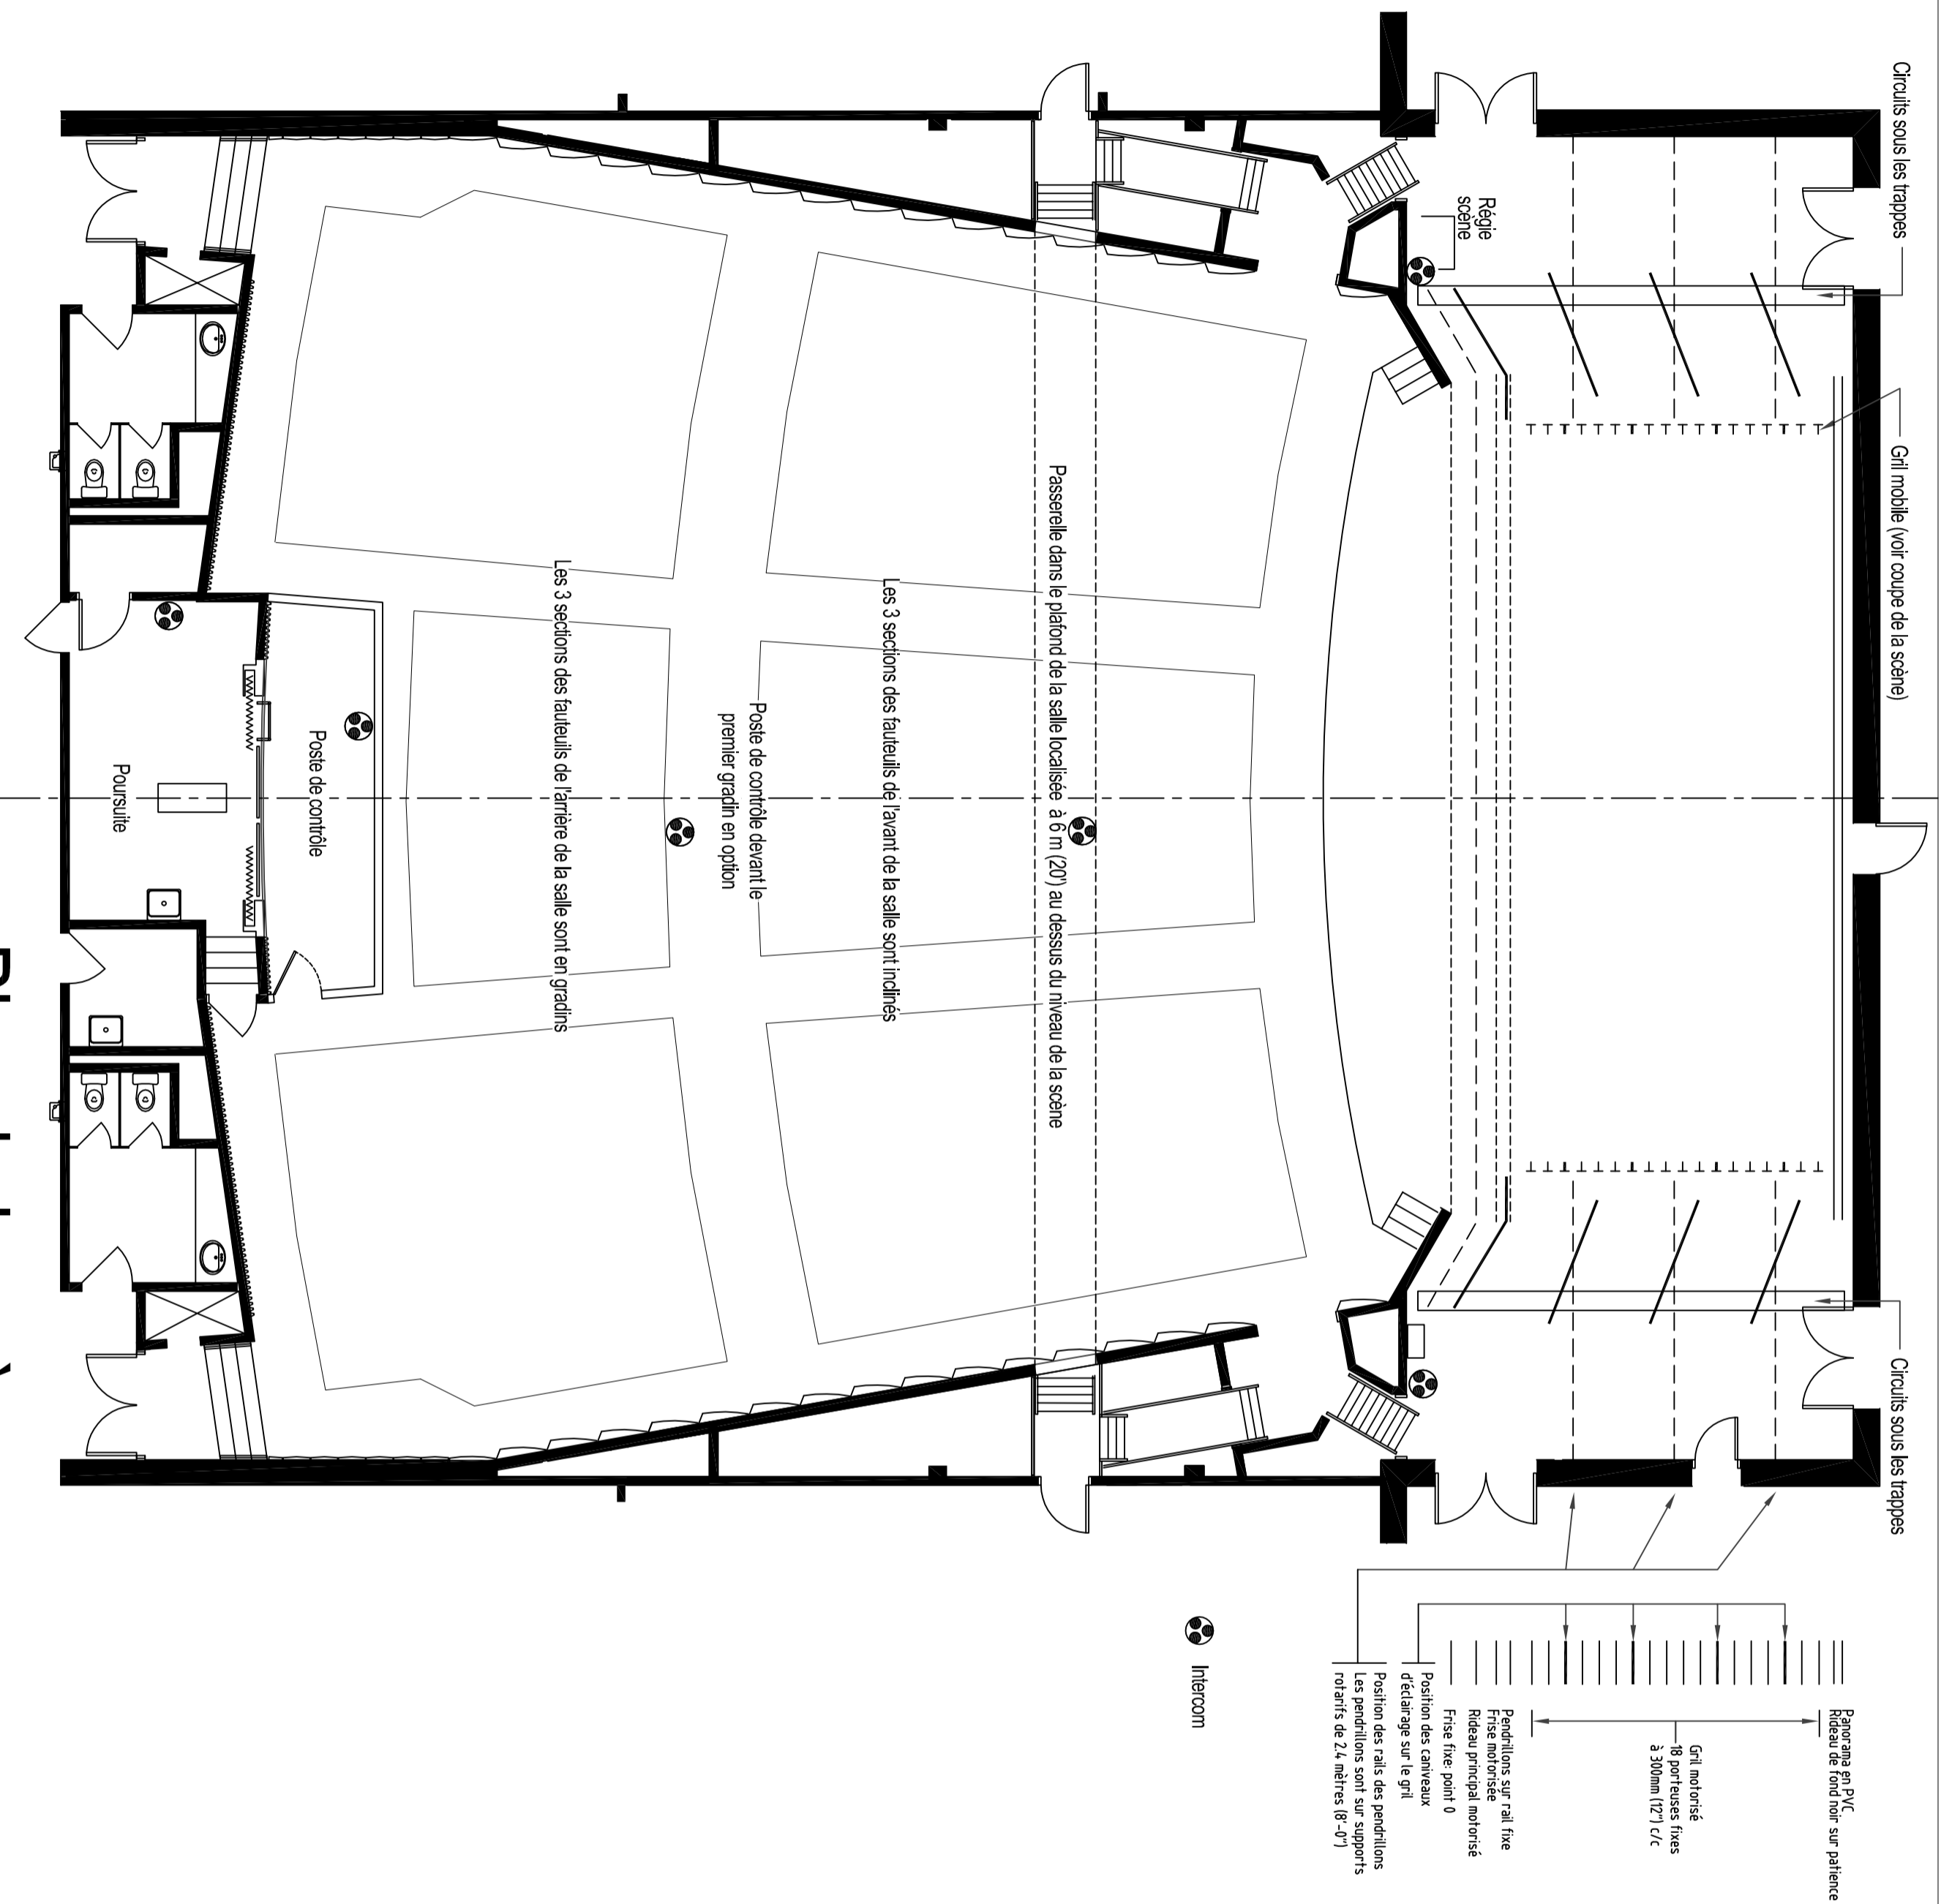 Circuits sous les trappes
Gril mobile (voir coupe de la scène)
Circuits sous les trappes
Régie
scène
Passerelle dans le plafond de la salle localisée à 6 m (20') au dessus du niveau de la scène
Les 3 sections des fauteuils de l'avant de la salle sont inclinés
Poste de contrôle devant le
premier gradin en option
Les 3 sections des fauteuils de l'arrière de la salle sont en gradins
Poste de contrôle
Poursuite
Panorama en PVC
Rideau de fond noir sur patience
Gril motorisé
18 porteuses fixes
à 300mm (12") c/c
Pendrillons sur rail fixe
Frise motorisée
Rideau principal motorisé
Frise fixe: point 0
Position des caniveaux
d'éclairage sur le gril
Position des rails des pendrillons
Les pendrillons sont sur supports
rotarifs de 2.4 mètres (8'-0")
Intercom